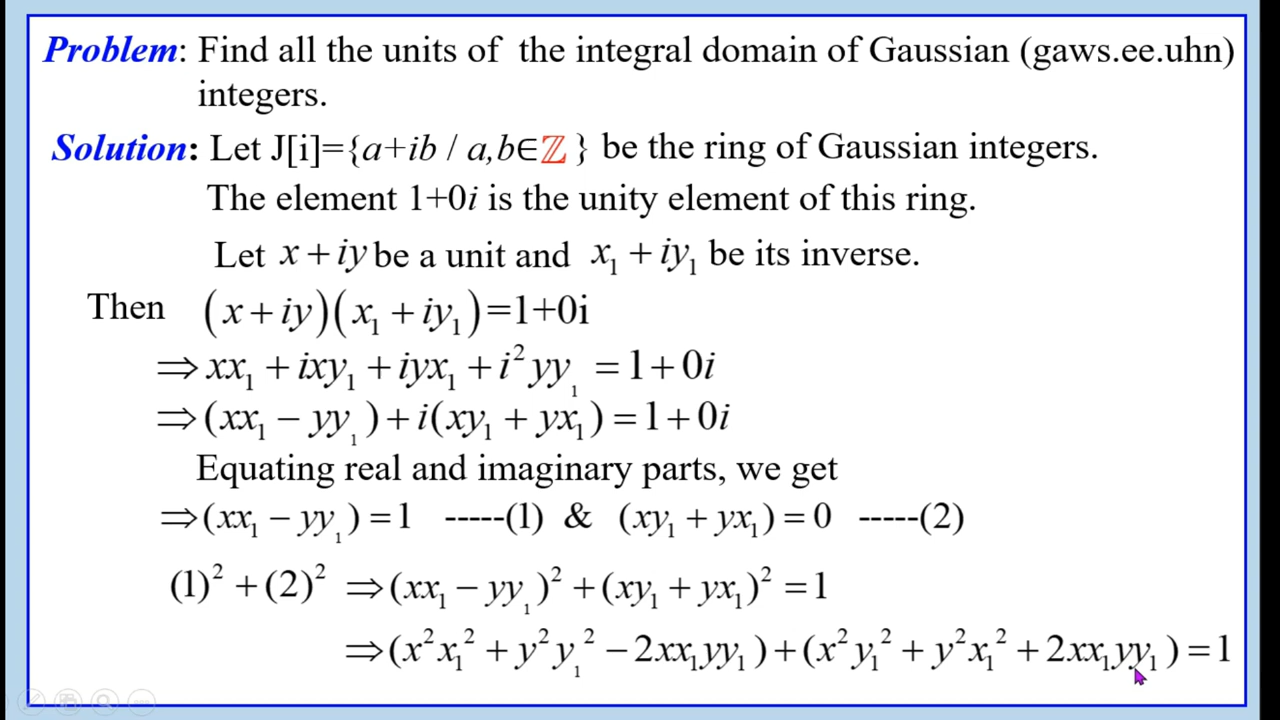 Problem: Find all the units of the integral domain of Gaussian (gaws.ee.uhn)
integers.
Solution: Let J[i]={a+ib / a,b∈ℤ } be the ring of Gaussian integers.
The element 1+0i is the unity element of this ring.
Let x + iy be a unit and x₁ + iy₁ be its inverse.
Then (x + iy)(x₁ + iy₁)=1+0i
⇒ xx₁ + ixy₁ + iyx₁ + i²yy₁ = 1 + 0i
⇒ (xx₁ − yy₁) + i(xy₁ + yx₁) = 1 + 0i
Equating real and imaginary parts, we get
⇒ (xx₁ − yy₁) = 1 -----(1) & (xy₁ + yx₁) = 0 -----(2)
(1)² + (2)² ⇒ (xx₁ − yy₁)² + (xy₁ + yx₁)² = 1
⇒ (x²x₁² + y²y₁² − 2xx₁yy₁) + (x²y₁² + y²x₁² + 2xx₁yy₁) = 1